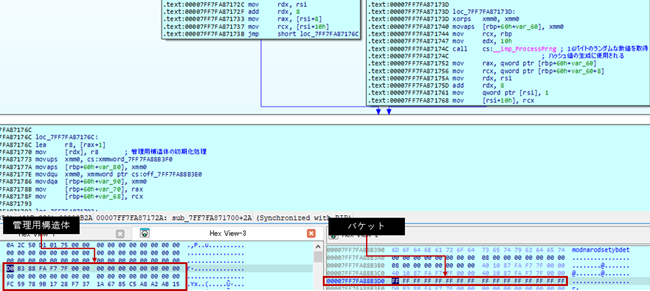 .text:00007FF7FA87172C mov rdx, rsi
.text:00007FF7FA87172F add rdx, 8
.text:00007FF7FA871733 mov rax, [rsi+8]
.text:00007FF7FA871737 mov rcx, [rsi+10h]
.text:00007FF7FA87173B jmp short loc_7FF7FA87176C
.text:00007FF7FA87173D
.text:00007FF7FA87173D loc_7FF7FA87173D:
.text:00007FF7FA87173D xorps xmm0, xmm0
.text:00007FF7FA871740 movaps [rbp+60h+var_60], xmm0
.text:00007FF7FA871744 mov rcx, rbp
.text:00007FF7FA871747 mov edx, 10h
.text:00007FF7FA87174C call cs:__imp_ProcessPrng ; 16バイトのランダムな数値を取得
.text:00007FF7FA87174C ; ハッシュ値の生成に使用される
.text:00007FF7FA871752 mov rax, qword ptr [rbp+60h+var_60]
.text:00007FF7FA871756 mov rcx, qword ptr [rbp+60h+var_60+8]
.text:00007FF7FA87175A mov rdx, rsi
.text:00007FF7FA87175D add rdx, 8
.text:00007FF7FA871761 mov qword ptr [rsi], 1
.text:00007FF7FA871768 mov [rsi+10h], rcx
7FA87176C
7FA87176C loc_7FF7FA87176C:
7FA87176C lea r8, [rax+1]
7FA871770 mov [rdx], r8 ; 管理用構造体の初期化処理
7FA871773 movups xmm0, cs:xmmword_7FF7FA88B3F0
7FA87177A movaps [rbp+60h+var_80], xmm0
7FA87177E movdqu xmm0, xmmword ptr cs:off_7FF7FA88B3E0
7FA871786 movdqa [rbp+60h+var_90], xmm0
7FA87178B mov [rbp+60h+var_70], rax
7FA87178F mov [rbp+60h+var_68], rcx
7FA871793
00007FF7FA87172A: sub_7FF7FA871700+2A (Synchronized with RIP)
管理用構造体
バケット
Hex View-3
0A 2C 50 D1 01 75 00 00 00 00 00 00 00 00 00 00
00 00 00 00 00 00 00 00 00 00 00 00 00 00 00 00
B3 88 FA F7 7F 00 00 00 00 00 00 00 00 00 00
00 00 00 00 00 00 00 00 00 00 00 00 00 00 00 00
FC 59 78 9B 17 28 F7 37 1A 67 85 C5 A8 A2 AB 15
00007FF7FA88B390 6D 6F 64 6E 61 72 6F 64 73 65 74 79 62 64 65 74 modnarodsetybdet
00007FF7FA88B3D0 FF FF FF FF FF FF FF FF FF FF FF FF FF FF FF FF